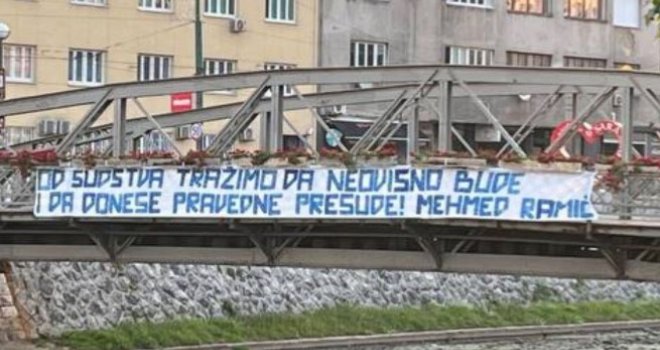 OD SUDSTVA TRAŽIMO DA NEOVISNO BUDE
I DA DONESE PRAVEDNE PRESUDE! MEHMED RAMIĆ